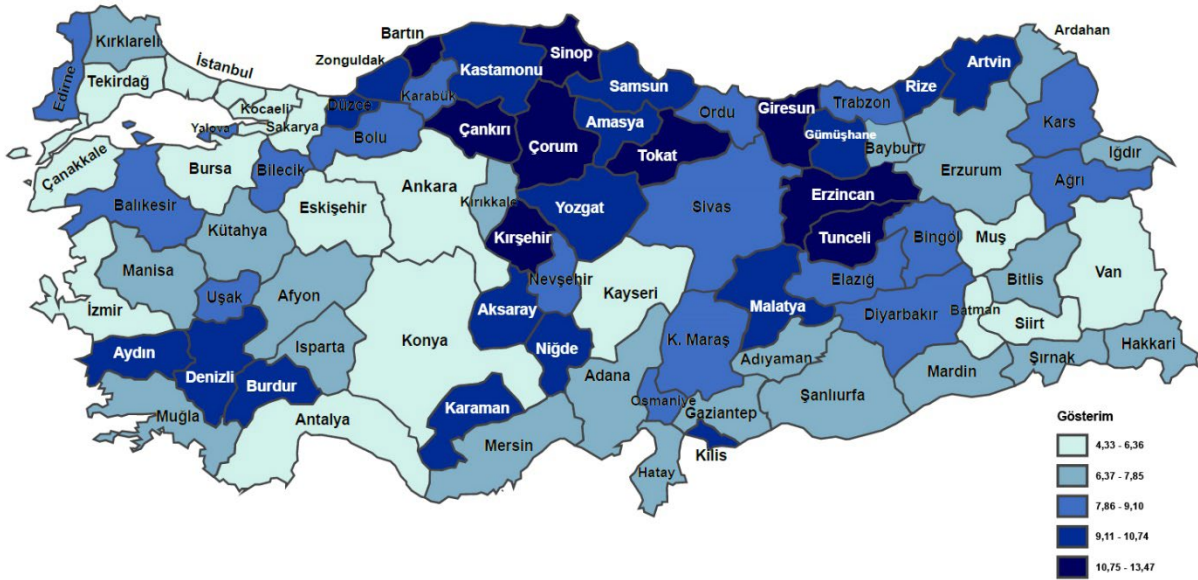 Ardahan
Bartın
Sinop
Kırklareli
Zonguldak
İstanbul
Kastamonu
Artvin
Edirne
Tekirdağ
Samsun
Rize
Karabük
Kocaeli
Düzce
Ordu
Giresun
Trabzon
Kars
Yalova
Sakarya
Bolu
Çankırı
Amasya
Gümüşhane
Çorum
Tokat
Bayburt
Iğdır
Çanakkale
Bursa
Bilecik
Ankara
Erzurum
Ağrı
Balıkesir
Eskişehir
Kırıkkale
Yozgat
Sivas
Erzincan
Kütahya
Kırşehir
Tunceli
Bingöl
Muş
Manisa
Nevşehir
Van
Uşak
Afyon
Kayseri
Elazığ
Bitlis
İzmir
Aksaray
Malatya
Batman
Diyarbakır
Siirt
Konya
K. Maraş
Isparta
Niğde
Hakkari
Aydın
Adıyaman
Şırnak
Denizli
Burdur
Adana
Mardin
Şanlıurfa
Karaman
Osmaniye
Gaziantep
Muğla
Antalya
Mersin
Kilis
Hatay
Gösterim
4,33 - 6,36
6,37 - 7,85
7,86 - 9,10
9,11 - 10,74
10,75 - 13,47